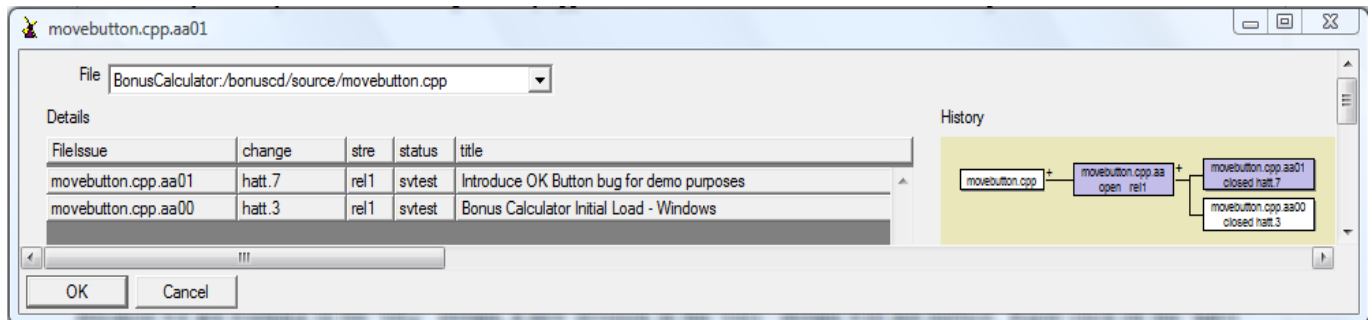 movebutton.cpp.aa01
File BonusCalculator:/bonuscd/source/movebutton.cpp
Details
History
FileIssue change stre status title
movebutton.cpp.aa01 hatt.7 rel1 svtest Introduce OK Button bug for demo purposes
movebutton.cpp.aa00 hatt.3 rel1 svtest Bonus Calculator Initial Load - Windows
movebutton.cpp
movebutton.cpp.aa
open rel1
movebutton.cpp.aa01
closed hatt.7
movebutton.cpp.aa00
closed hatt.3
OK Cancel